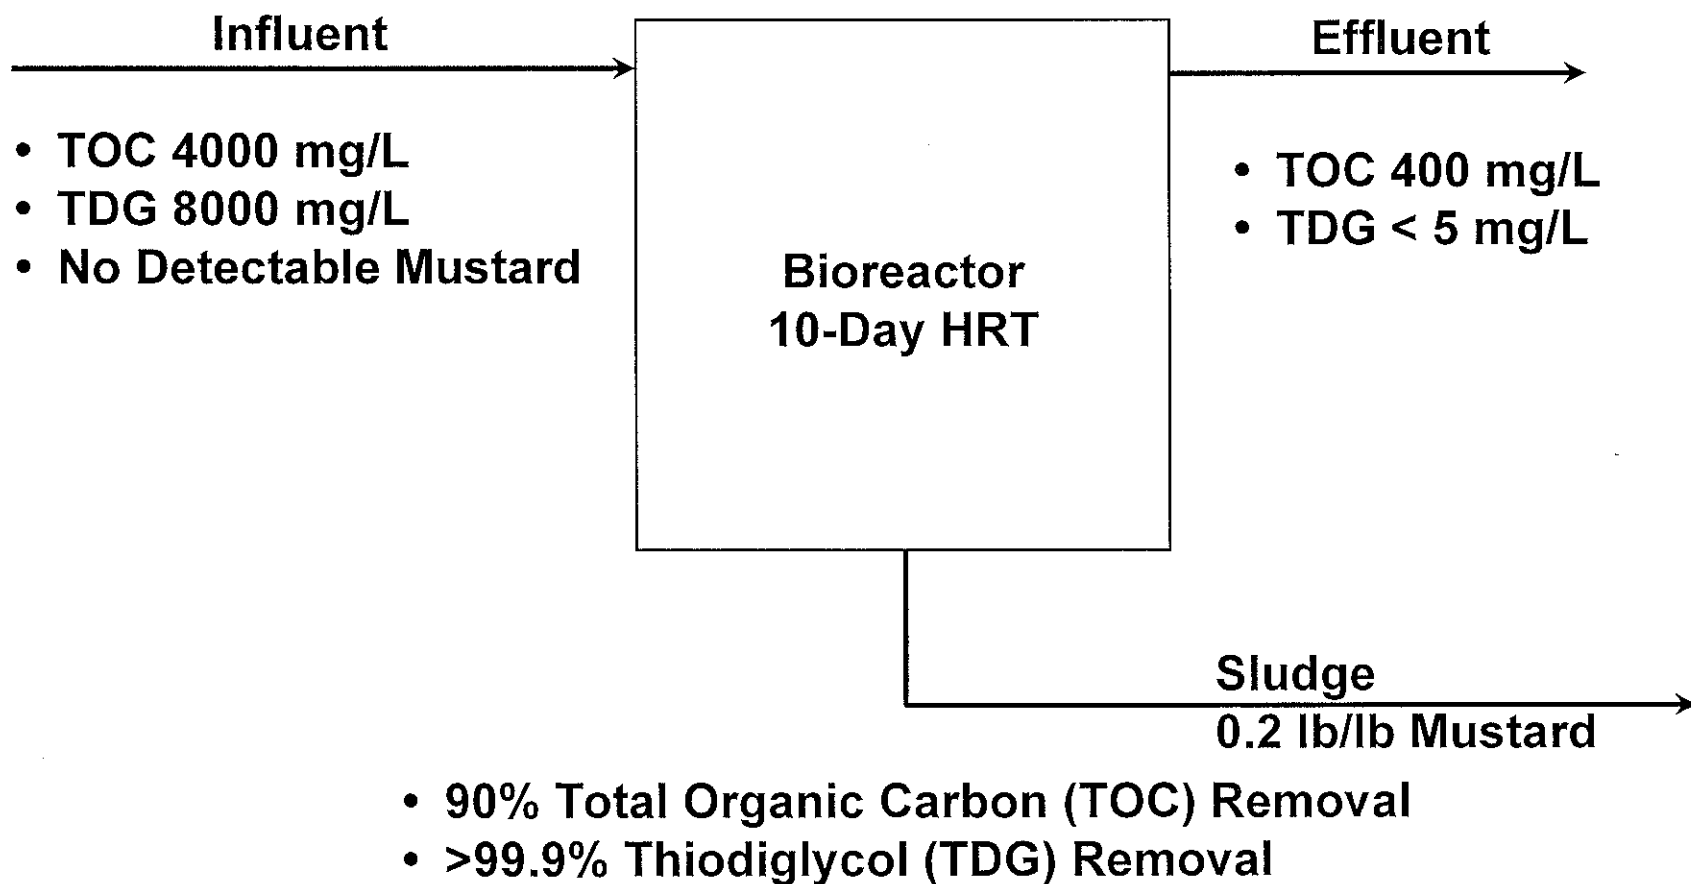 Influent
• TOC 4000 mg/L
• TDG 8000 mg/L
• No Detectable Mustard
Bioreactor
10-Day HRT
Effluent
• TOC 400 mg/L
• TDG < 5 mg/L
Sludge
0.2 lb/lb Mustard
• 90% Total Organic Carbon (TOC) Removal
• >99.9% Thiodiglycol (TDG) Removal